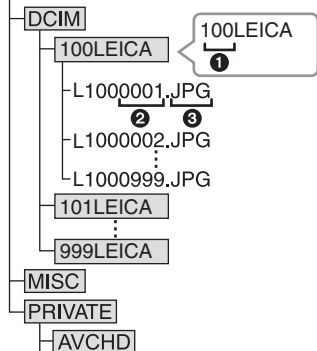 DCIM
100LEICA
100LEICA
❶
L1000001.JPG
❷ ❸
L1000002.JPG
L1000999.JPG
101LEICA
999LEICA
MISC
PRIVATE
AVCHD